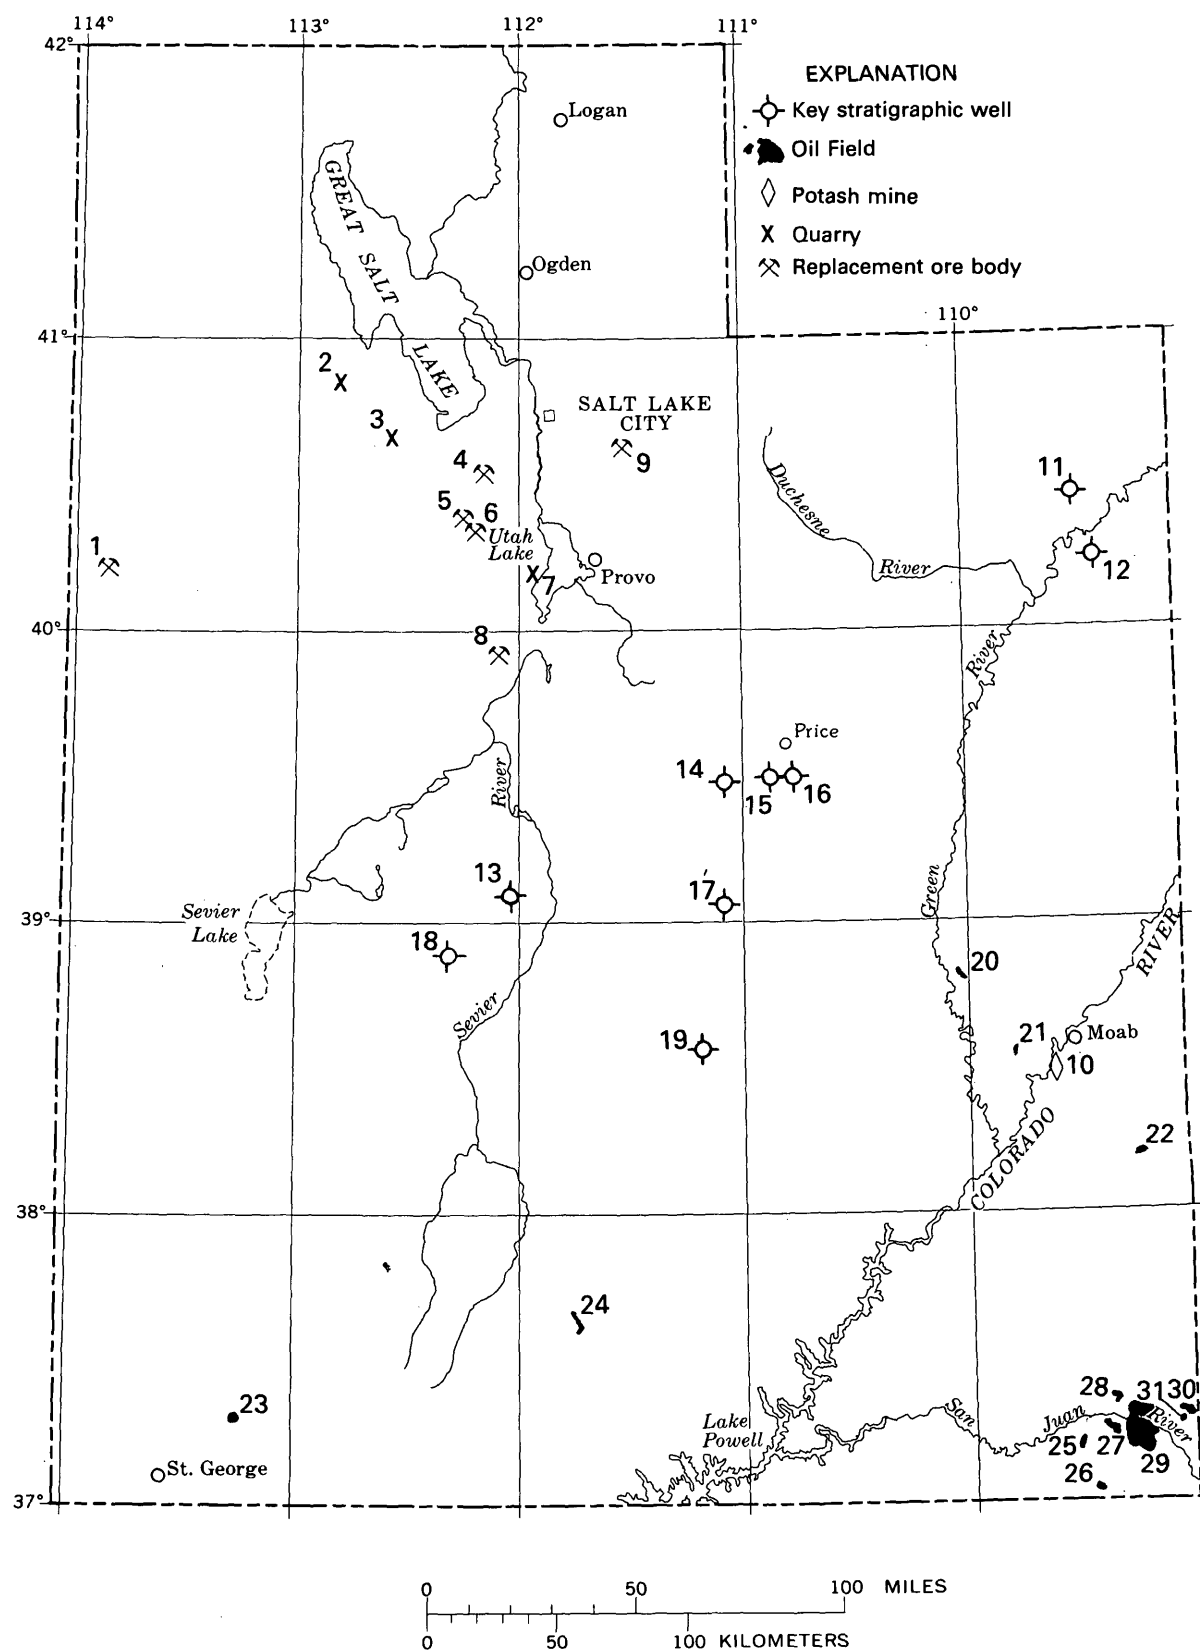 114° 113° 112° 111°
42°
EXPLANATION
Key stratigraphic well
Oil Field
Potash mine
X Quarry
Replacement ore body
Logan
GREAT SALT
LAKE
Ogden
110°
41°
2 X
3 X
SALT LAKE
CITY
9
4
5
6
Utah
Lake
X 7
Provo
1
Duchesne
River
11
12
40°
8
River
Price
14
15
16
River
13
17
Green
39°
Sevier
Lake
18
20
RIVER
Sevier
19
21
Moab
10
COLORADO
22
38°
24
23
28
31 30
San
Juan
River
Lake
Powell
25
27
29
26
St. George
37°
0 50 100 MILES
0 50 100 KILOMETERS